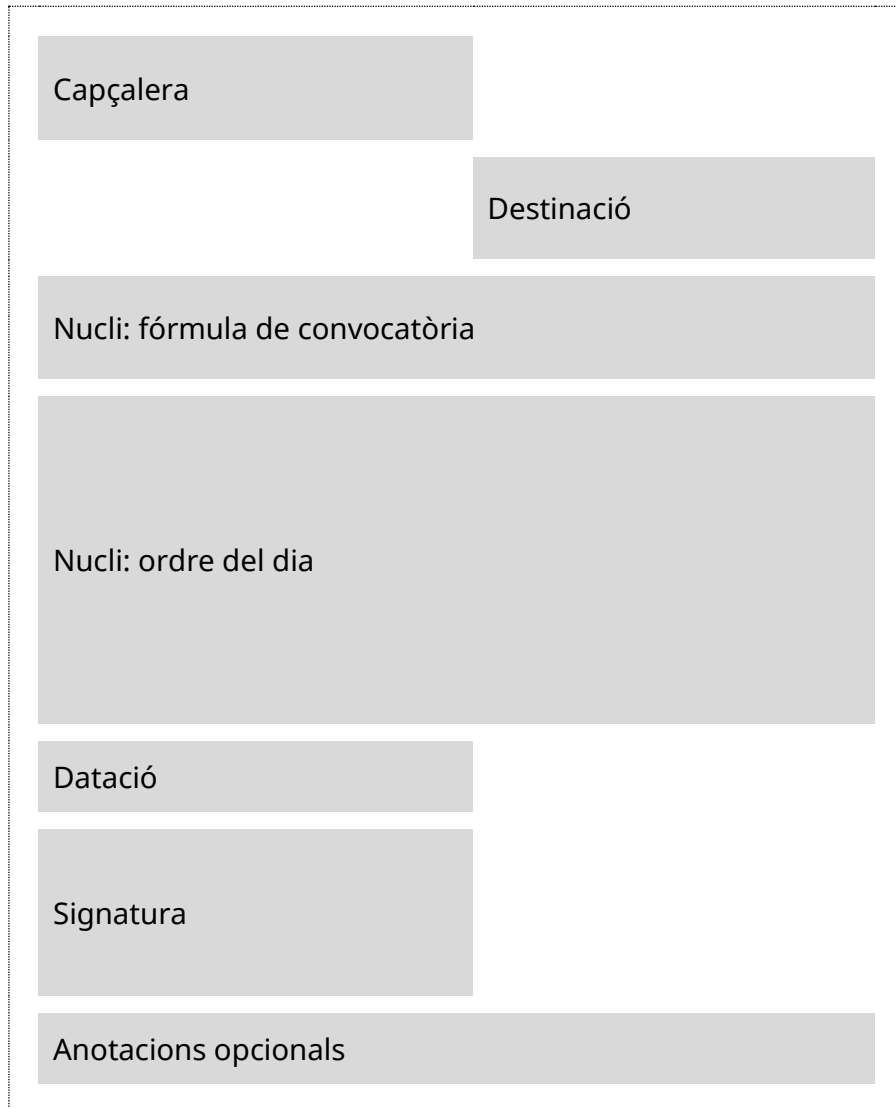 Capçalera
Destinació
Nucli: fórmula de convocatòria
Nucli: ordre del dia
Datació
Signatura
Anotacions opcionals